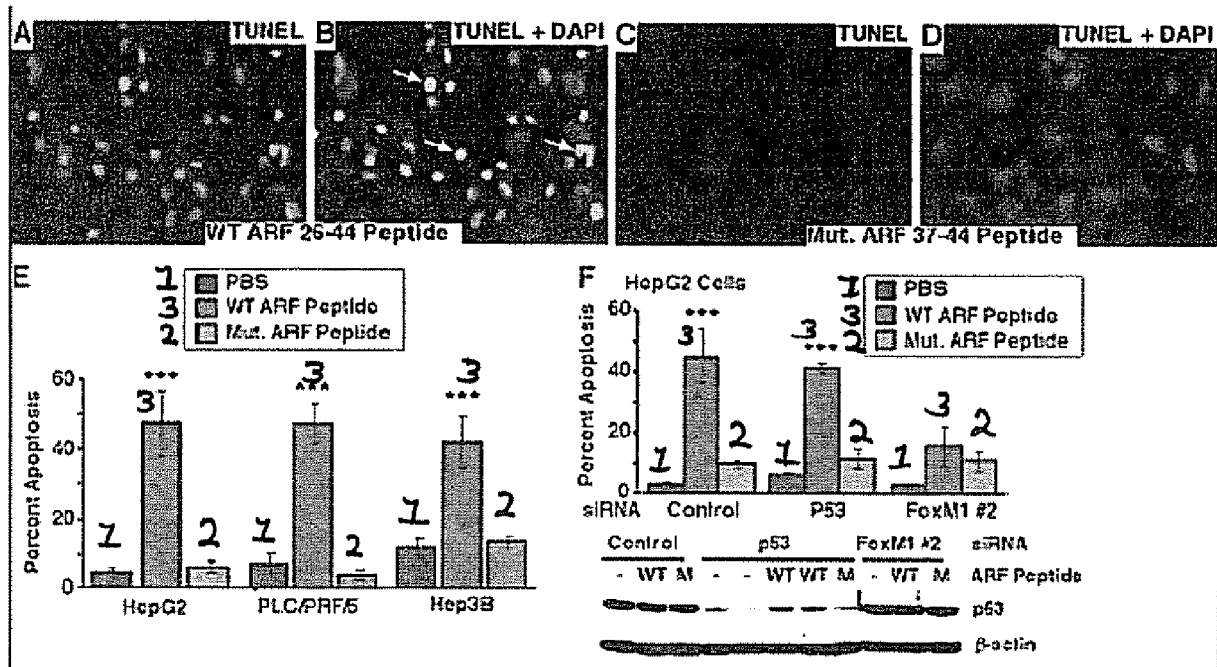 A TUNEL B TUNEL + DAPI C TUNEL D TUNEL + DAPI
WT ARF 26-44 Peptide
Mut. ARF 37-44 Peptide
E
1 PBS
3 WT ARF Peptide
2 Mut. ARF Peptide
Percent Apoptosis
60
40
20
0
*** 3
*** 3
*** 3
1 2
1 2
1 2
HepG2 PLC/PRF/5 Hep3B
F HepG2 Cells
1 PBS
3 WT ARF Peptide
2 Mut. ARF Peptide
Percent Apoptosis
60
40
20
0
*** 3
*** 3
3
1 2
1 2
1 2
siRNA Control P53 FoxM1 #2
Control p53 FoxM1 #2 siRNA
- WT M - - WT WT M - WT M ARF Peptide
p53
β-actin